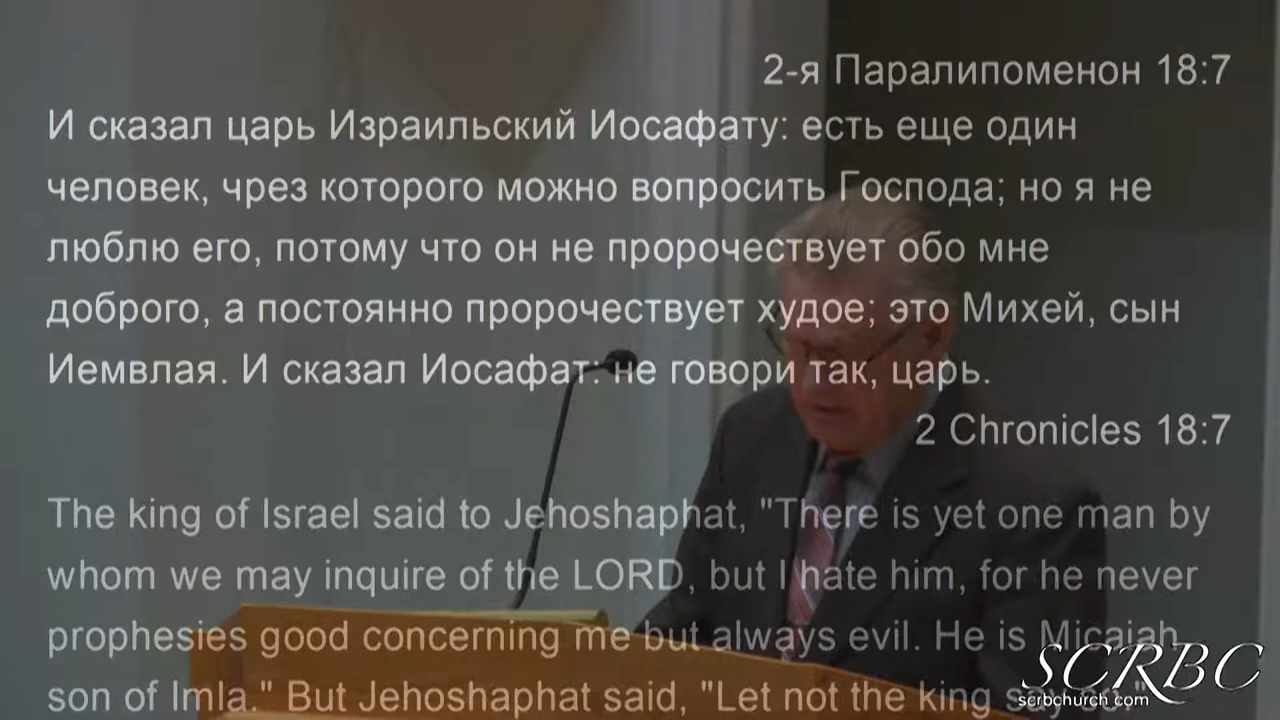 2-я Паралипоменон 18:7
И сказал царь Израильский Иосафату: есть еще один
человек, чрез которого можно вопросить Господа; но я не
люблю его, потому что он не пророчествует обо мне
доброго, а постоянно пророчествует худое; это Михей, сын
Иемвлая. И сказал Иосафат: не говори так, царь.
2 Chronicles 18:7
The king of Israel said to Jehoshaphat, "There is yet one man by
whom we may inquire of the LORD, but I hate him, for he never
prophesies good concerning me but always evil. He is Micaiah,
son of Imla." But Jehoshaphat said, "Let not the king say so."
SCRBC
scrbchurch.com